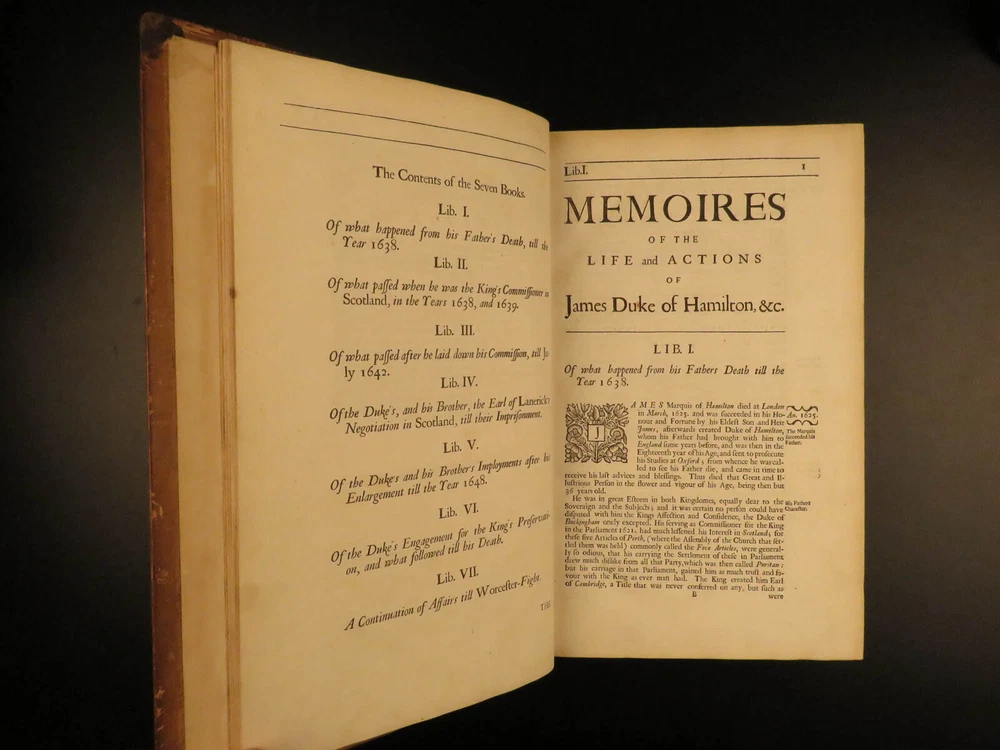 The Contents of the Seven Books.
Lib. I.
Of what happened from his Father's Death, till the
Year 1638.
Lib. II.
Of what paſſed when he was the King's Commiſſioner in
Scotland, in the Years 1638, and 1639.
Lib. III.
Of what paſſed after he laid down his Commiſſion, till Ju-
ly 1642.
Lib. IV.
Of the Duke's, and his Brother, the Earl of Lanerick's
Negotiation in Scotland, till their Impriſonment.
Lib. V.
Of the Duke's and his Brother's Imployments after his
Enlargement till the Year 1648.
Lib. VI.
Of the Duke's Engagement for the King's Preſervati-
on, and what followed till his Death.
Lib. VII.
A Continuation of Affairs till Worceſter-Fight.
THE
Lib.I. 1
MEMOIRES
OF THE
LIFE and ACTIONS
OF
James Duke of Hamilton, &c.
LIB. I.
Of what happened from his Fathers Death till the
Year 1638.
JAMES Marquis of Hamilton died at London
in March, 1625. and was ſucceeded in his Ho-
nour and Fortune by his Eldeſt Son and Heir
James, afterwards created Duke of Hamilton,
whom his Father had brought with him to
England ſome years before, and was then in the
Eighteenth year of his Age, and ſent to proſecute
his Studies at Oxford; from whence he was cal-
led to ſee his Father die, and came in time to
receive his laſt advices and bleſſings. Thus died that Great and Il-
luſtrious Perſon in the flower and vigour of his Age, being then but
36 years old.
An. 1625.
The Marquis
ſucceeded his
Father.
He was in great Eſteem in both Kingdomes, equally dear to the
Soveraign and the Subjects; and it was certain no perſon could have
diſputed with him the Kings Affection and Confidence, the Duke of
Buckingham onely excepted. His ſerving as Commiſſioner for the King
in the Parliament 1621. had much leſſened his Intereſt in Scotland; for
theſe five Articles of Perth, (where the Aſſembly of the Church that ſet-
tled them was held) commonly called the Five Articles, were general-
ly ſo odious, that his carrying the Settlement of theſe in Parliament
drew much diſlike from all that Party, which was then called Puritan:
but his carriage in that Parliament, gained him as much truſt and fa-
vour with the King as ever man had. The King created him Earl
of Cambridge, a Title that was never conferred on any, but ſuch as
His Fathers
Character.
B were